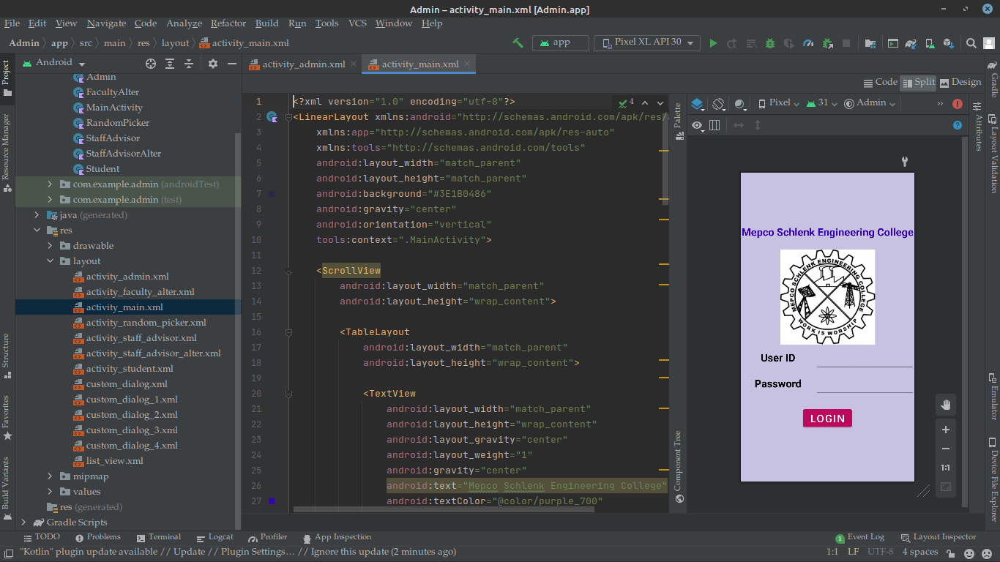 Admin – activity_main.xml [Admin.app]
File Edit View Navigate Code Analyze Refactor Build Run Tools VCS Window Help
Admin app src main res layout activity_main.xml
app Pixel XL API 30
Android
activity_admin.xml activity_main.xml
Code Split Design
Project
Resource Manager
Structure
Favorites
Build Variants
Admin
FacultyAlter
MainActivity
RandomPicker
StaffAdvisor
StaffAdvisorAlter
Student
com.example.admin (androidTest)
com.example.admin (test)
java (generated)
res
drawable
layout
activity_admin.xml
activity_faculty_alter.xml
activity_main.xml
activity_random_picker.xml
activity_staff_advisor.xml
activity_staff_advisor_alter.xml
activity_student.xml
custom_dialog.xml
custom_dialog_1.xml
custom_dialog_2.xml
custom_dialog_3.xml
custom_dialog_4.xml
list_view.xml
mipmap
values
res (generated)
Gradle Scripts
1 <?xml version="1.0" encoding="utf-8"?>
4
2 <LinearLayout xmlns:android="http://schemas.android.com/apk/res/
3 xmlns:app="http://schemas.android.com/apk/res-auto"
4 xmlns:tools="http://schemas.android.com/tools"
5 android:layout_width="match_parent"
6 android:layout_height="match_parent"
7 android:background="#3E1B0486"
8 android:gravity="center"
9 android:orientation="vertical"
10 tools:context=".MainActivity">
11
12 <ScrollView
13 android:layout_width="match_parent"
14 android:layout_height="wrap_content">
15
16 <TableLayout
17 android:layout_width="match_parent"
18 android:layout_height="wrap_content">
19
20 <TextView
21 android:layout_width="match_parent"
22 android:layout_height="wrap_content"
23 android:layout_gravity="center"
24 android:layout_weight="1"
25 android:gravity="center"
26 android:text="Mepco Schlenk Engineering College"
27 android:textColor="@color/purple_700"
Palette
Component Tree
Pixel 31 Admin
Mepco Schlenk Engineering College
MEPCO SCHLENK ENGINEERING COLLEGE
WORK IS WORSHIP
User ID
Password
LOGIN
1:1
Attributes
Gradle
Layout Validation
Emulator
Device File Explorer
TODO Problems Terminal Logcat Profiler App Inspection 1 Event Log Layout Inspector
"Kotlin" plugin update available // Update // Plugin Settings... // Ignore this update (2 minutes ago) 1:1 LF UTF-8 4 spaces